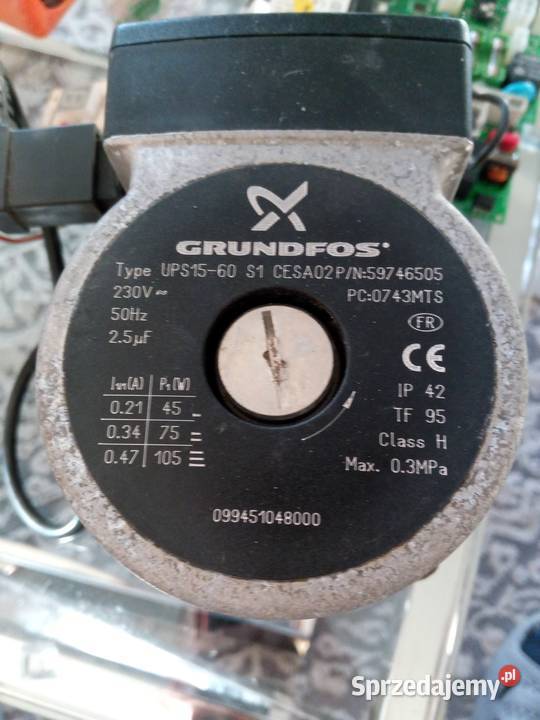 GRUNDFOS
Type UPS15-60 S1 CESA02 P/N:59746505
230V PC:0743MTS
50Hz FR
2.5µF CE
I1/1(A) P1(W) IP 42
0.21 45 TF 95
0.34 75 Class H
0.47 105 Max. 0.3MPa
099451048000
Sprzedajemy.pl